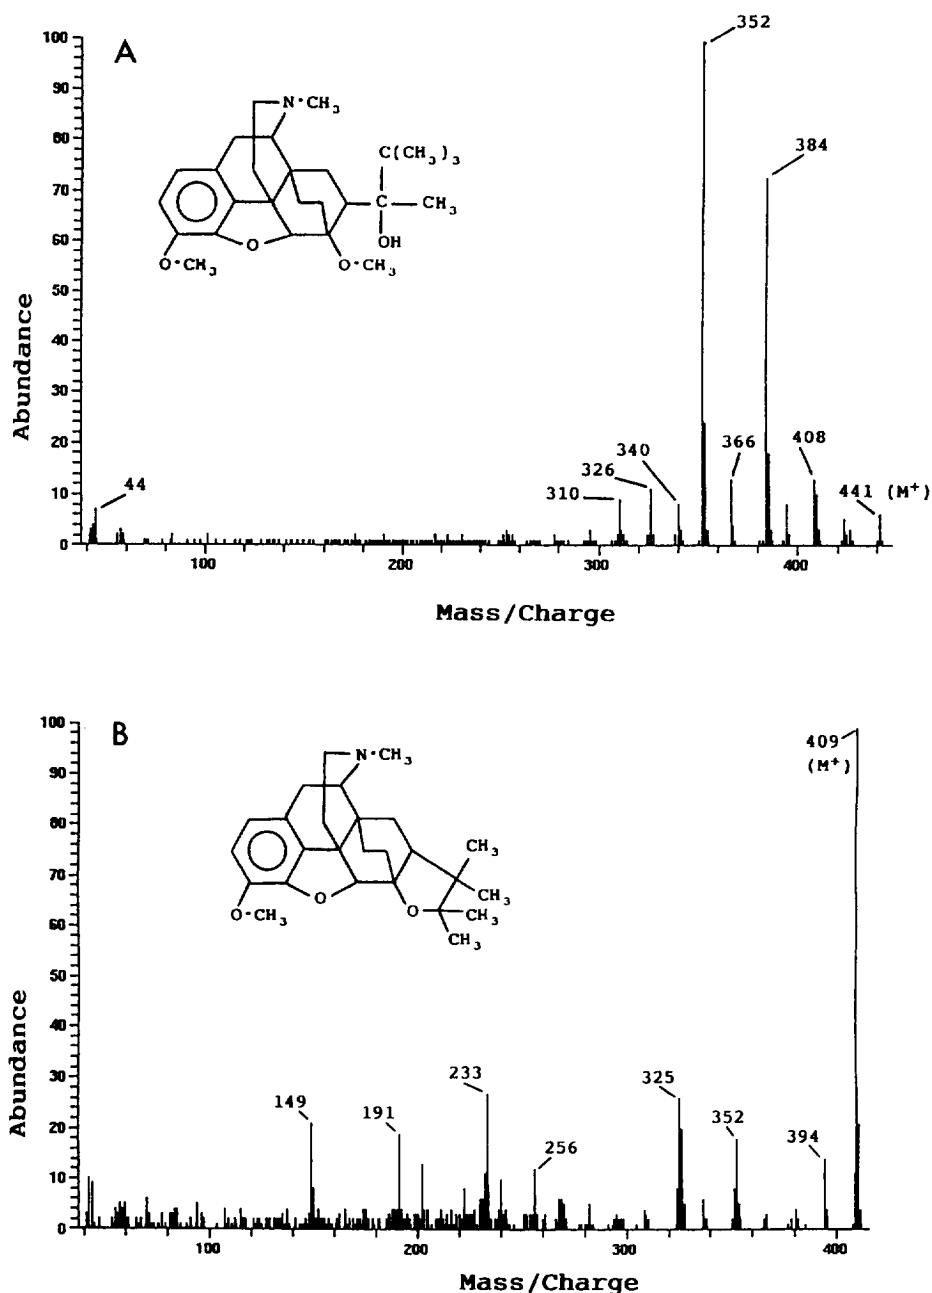 A
352
384
N·CH3
C(CH3)3
C
CH3
OH
O
O·CH3
O·CH3
340
326
310
366
408
441 (M+)
44
100
90
80
70
60
50
40
30
20
10
0
100
200
300
400
Abundance
Mass/Charge
B
409
(M+)
N·CH3
CH3
CH3
CH3
CH3
O
O
O·CH3
149
191
233
256
325
352
394
100
90
80
70
60
50
40
30
20
10
0
100
200
300
400
Abundance
Mass/Charge